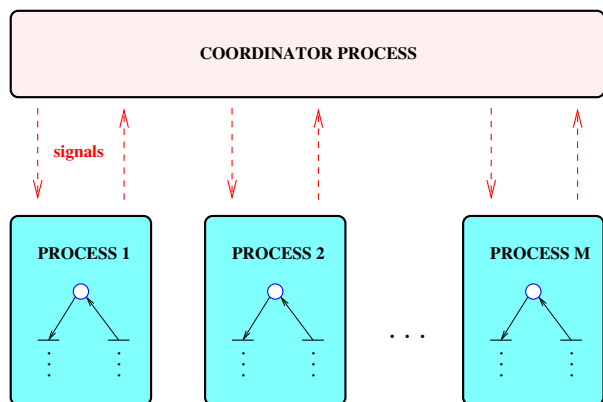 COORDINATOR PROCESS
signals
PROCESS 1
PROCESS 2
PROCESS M
. . .